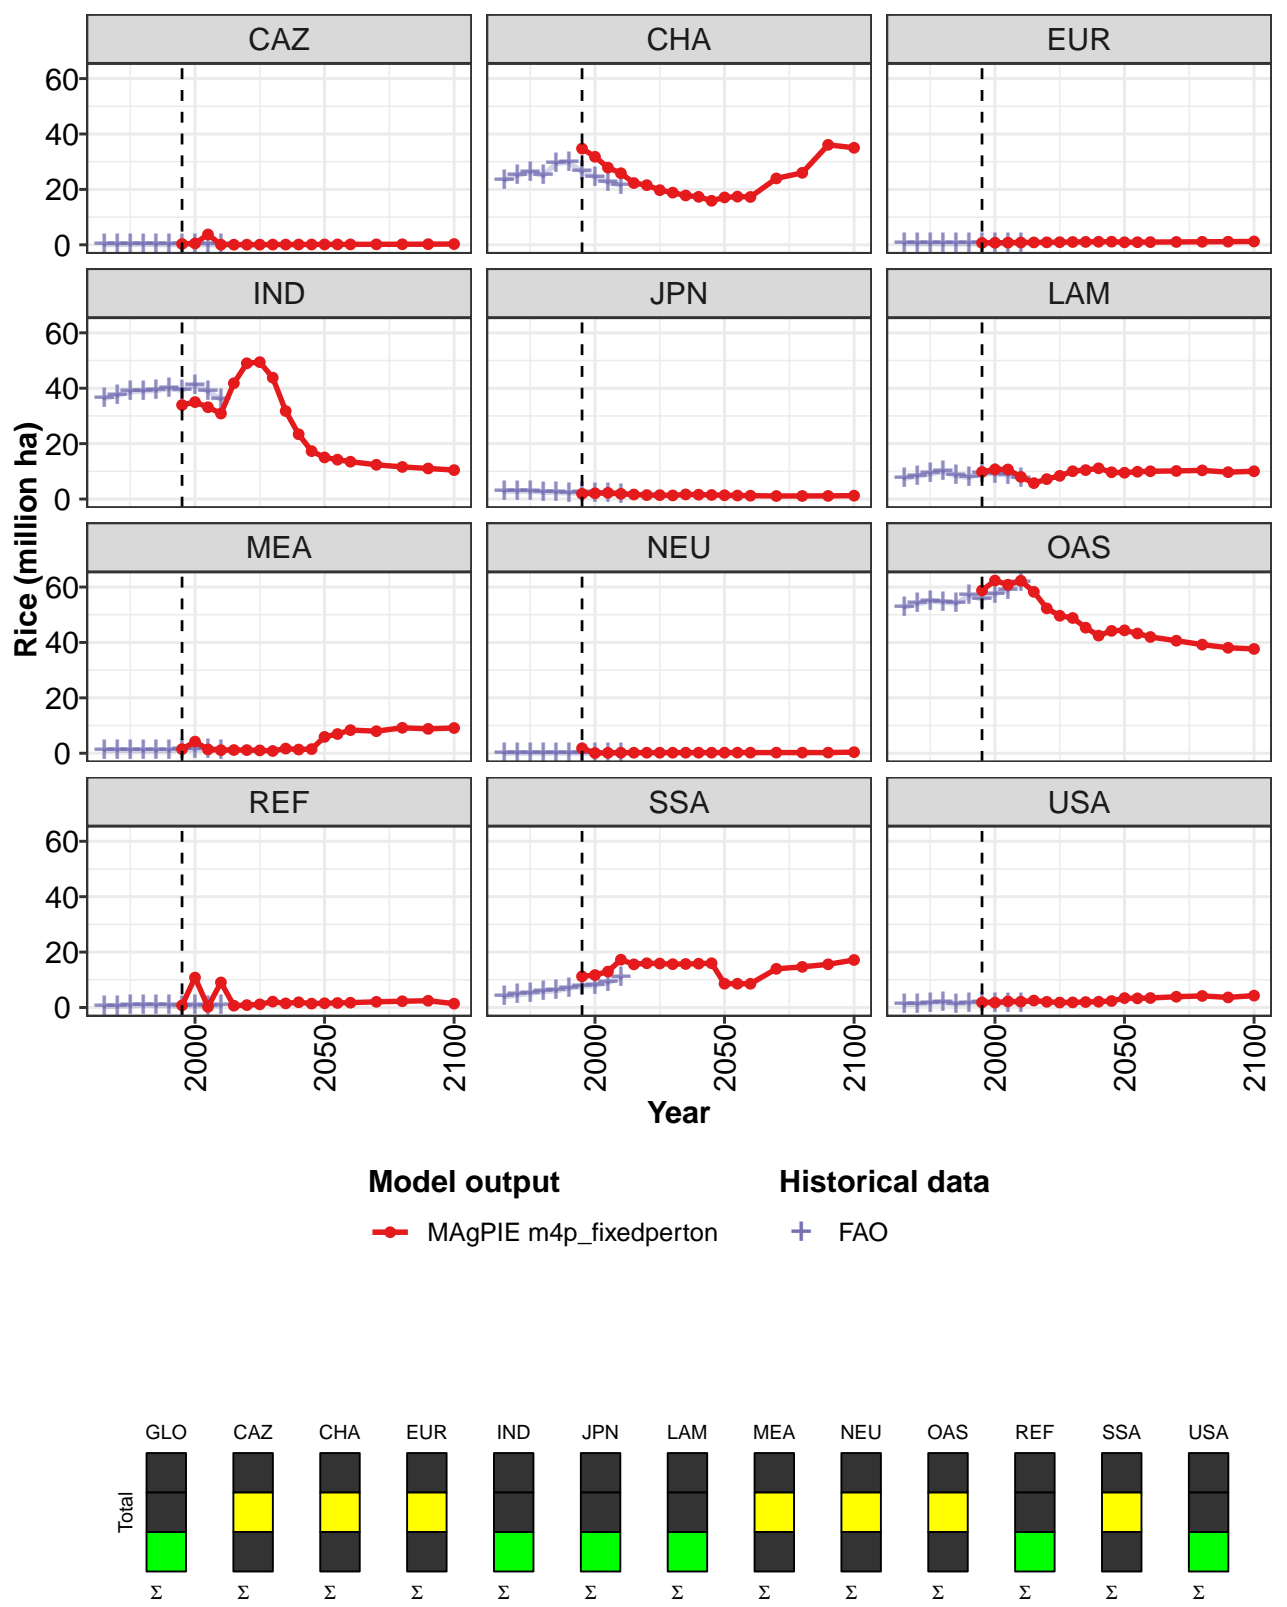 CAZ CHA EUR
60
40
20
0
IND JPN LAM
60
40
20
0
Rice (million ha)
MEA NEU OAS
60
40
20
0
REF SSA USA
60
40
20
0
2000 2050 2100 2000 2050 2100 2000 2050 2100
Year
Model output Historical data
MAgPIE m4p_fixedperton FAO
GLO CAZ CHA EUR IND JPN LAM MEA NEU OAS REF SSA USA
Total
Σ Σ Σ Σ Σ Σ Σ Σ Σ Σ Σ Σ Σ